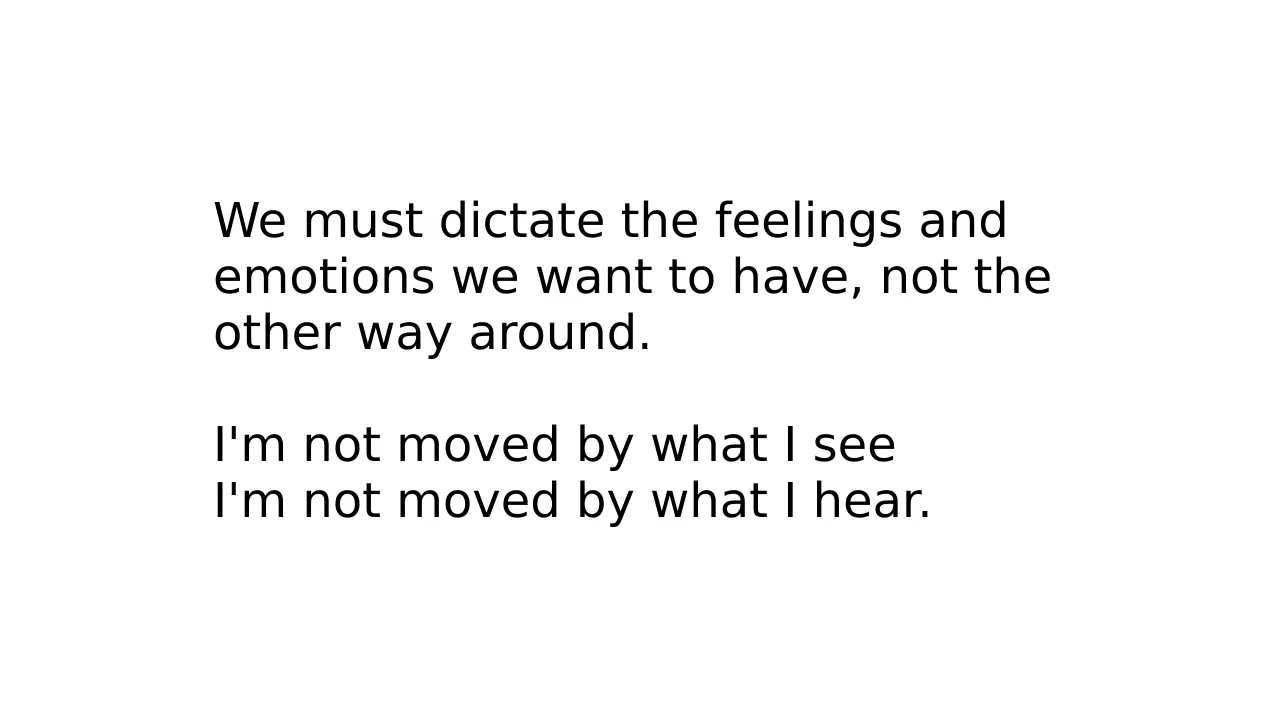 We must dictate the feelings and
emotions we want to have, not the
other way around.
I'm not moved by what I see
I'm not moved by what I hear.